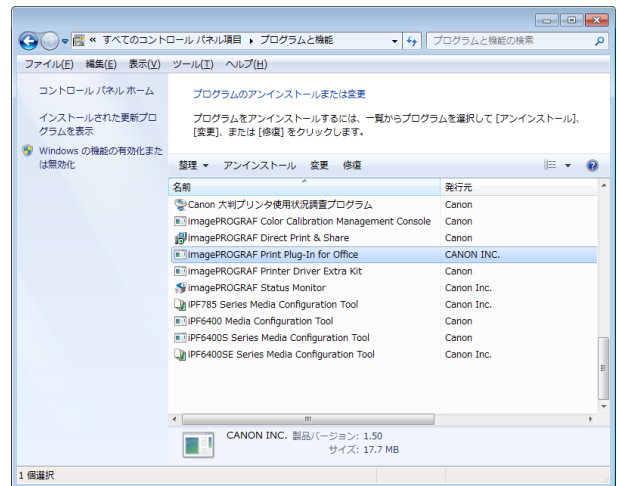 « すべてのコントロール パネル項目 ▸ プログラムと機能
プログラムと機能の検索
ファイル(F) 編集(E) 表示(V) ツール(T) ヘルプ(H)
コントロール パネル ホーム
インストールされた更新プロ
グラムを表示
Windows の機能の有効化また
は無効化
プログラムのアンインストールまたは変更
プログラムをアンインストールするには、一覧からプログラムを選択して [アンインストール]、
[変更]、または [修復] をクリックします。
整理 アンインストール 変更 修復
名前 発行元
Canon 大判プリンタ使用状況調査プログラム Canon
imagePROGRAF Color Calibration Management Console Canon
imagePROGRAF Direct Print & Share Canon
imagePROGRAF Print Plug-In for Office CANON INC.
imagePROGRAF Printer Driver Extra Kit Canon
imagePROGRAF Status Monitor Canon Inc.
iPF785 Series Media Configuration Tool Canon Inc.
iPF6400 Media Configuration Tool Canon
iPF6400S Series Media Configuration Tool Canon
iPF6400SE Series Media Configuration Tool Canon Inc.
CANON INC. 製品バージョン: 1.50
サイズ: 17.7 MB
1 個選択